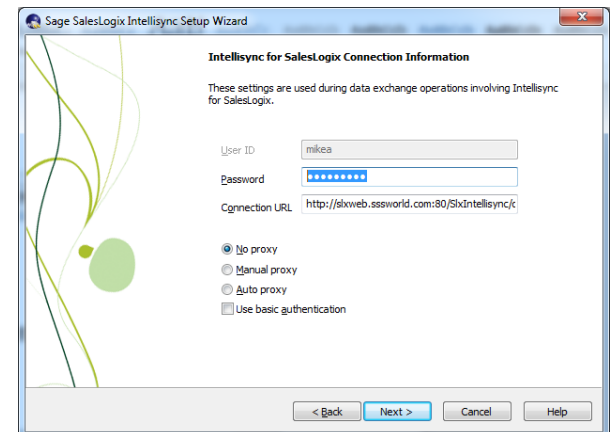 Sage SalesLogix Intellisync Setup Wizard
Intellisync for SalesLogix Connection Information
These settings are used during data exchange operations involving Intellisync
for SalesLogix.
User ID mikea
Password •••••••••
Connection URL http://slxweb.sssworld.com:80/SlxIntellisync/c
No proxy
Manual proxy
Auto proxy
Use basic authentication
< Back Next > Cancel Help